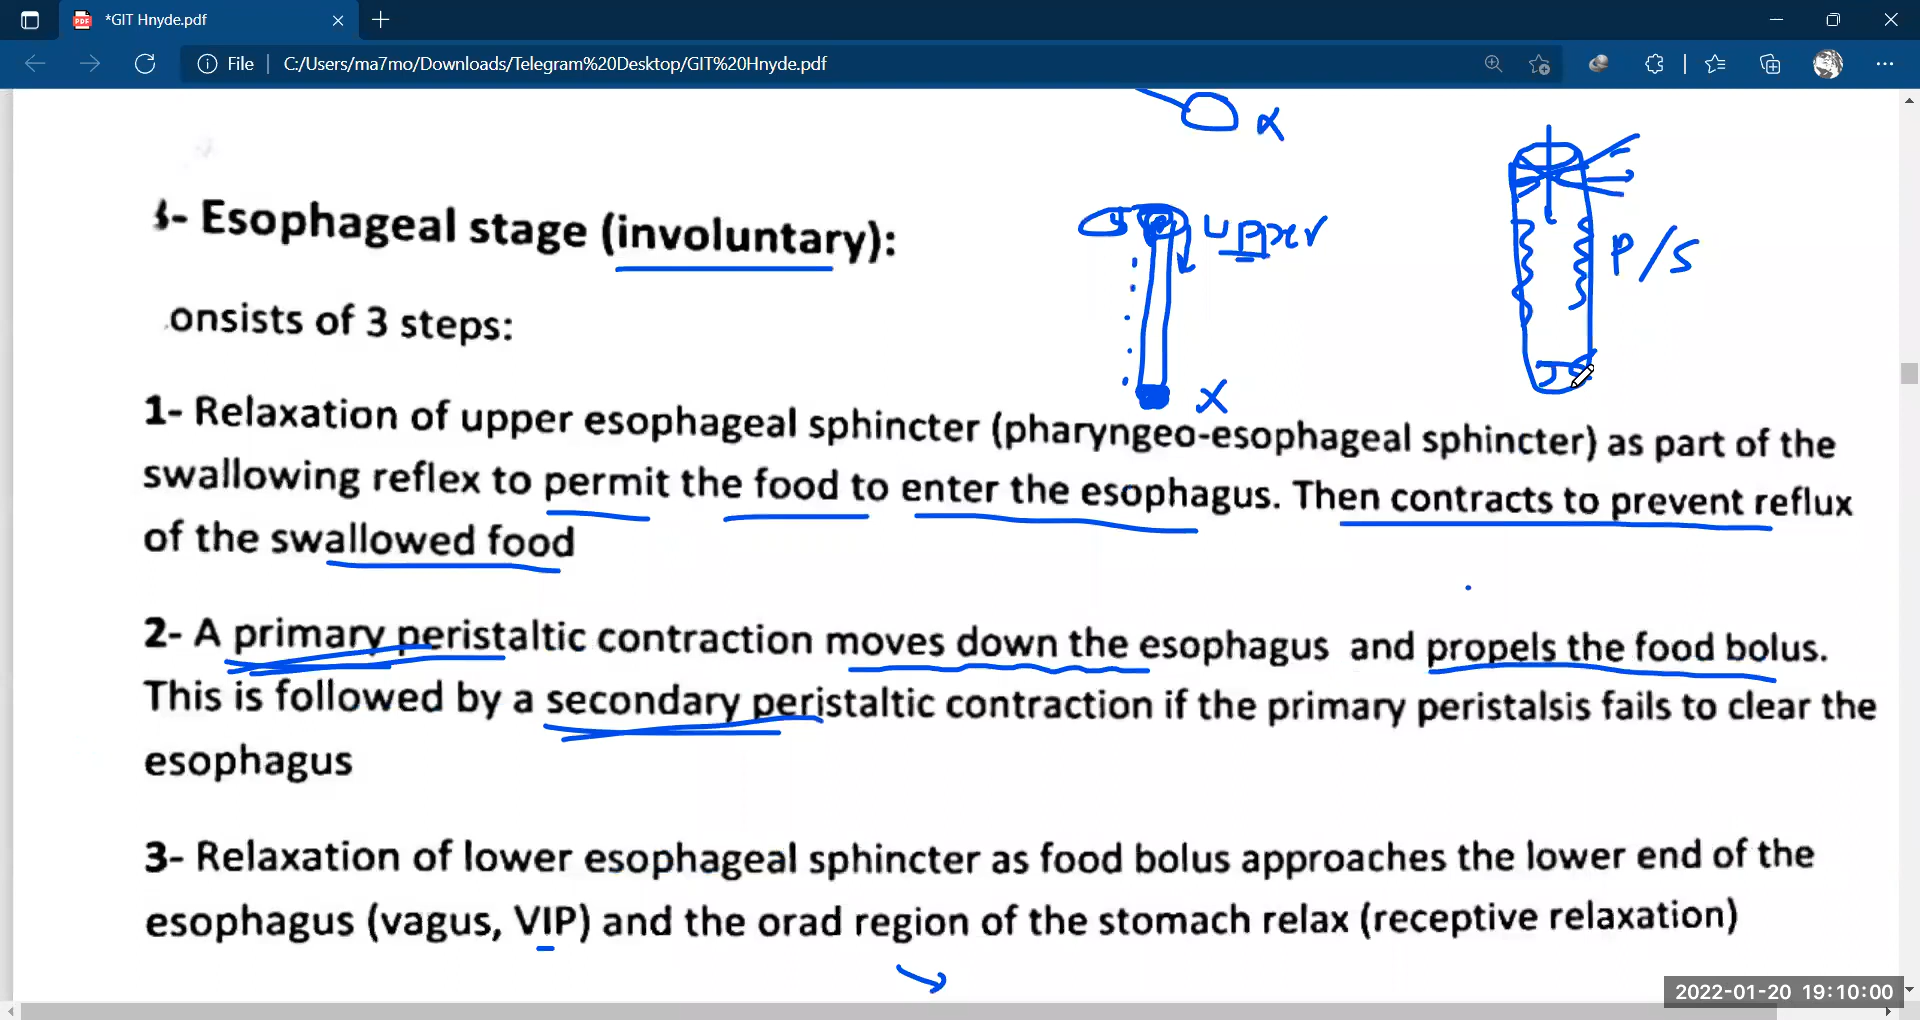 *GIT Hnyde.pdf
File
C:/Users/ma7mo/Downloads/Telegram%20Desktop/GIT%20Hnyde.pdf
α
- Esophageal stage (involuntary):
upper
P/S
onsists of 3 steps:
X
1- Relaxation of upper esophageal sphincter (pharyngeo-esophageal sphincter) as part of the
swallowing reflex to permit the food to enter the esophagus. Then contracts to prevent reflux
of the swallowed food
2- A primary peristaltic contraction moves down the esophagus and propels the food bolus.
This is followed by a secondary peristaltic contraction if the primary peristalsis fails to clear the
esophagus
3- Relaxation of lower esophageal sphincter as food bolus approaches the lower end of the
esophagus (vagus, VIP) and the orad region of the stomach relax (receptive relaxation)
2022-01-20 19:10:00